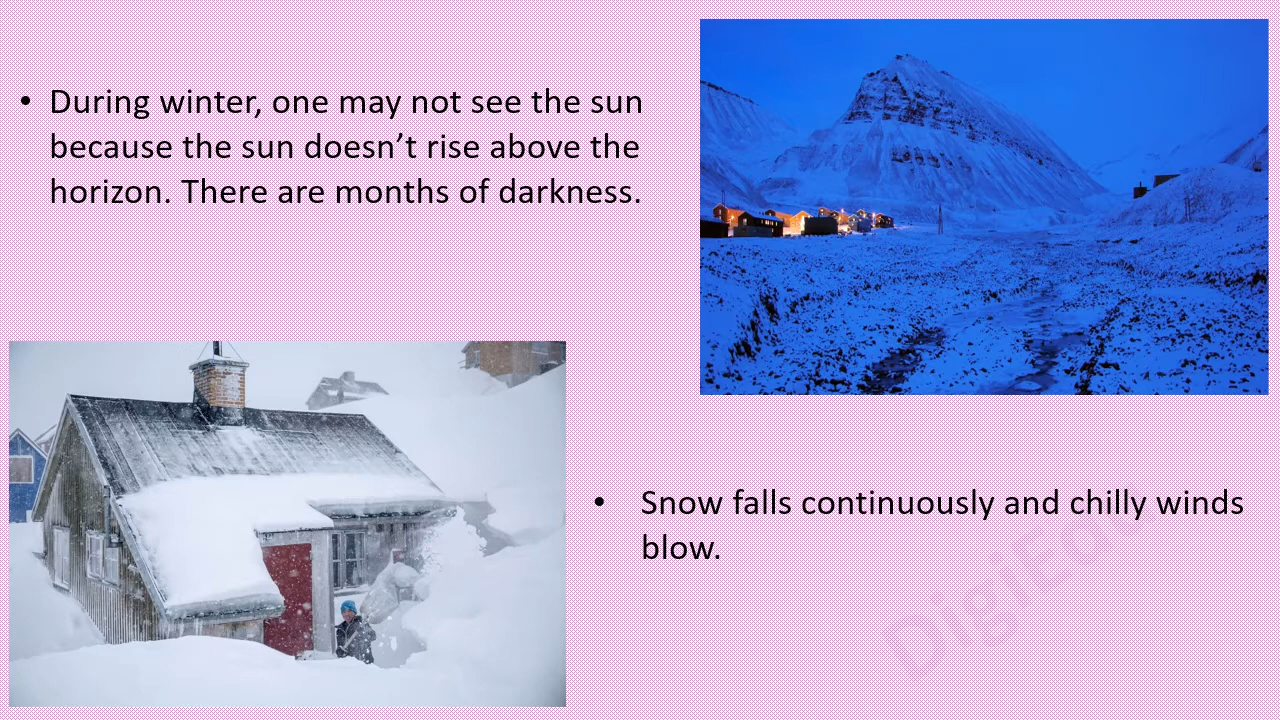 • During winter, one may not see the sun
because the sun doesn’t rise above the
horizon. There are months of darkness.
• Snow falls continuously and chilly winds
blow.